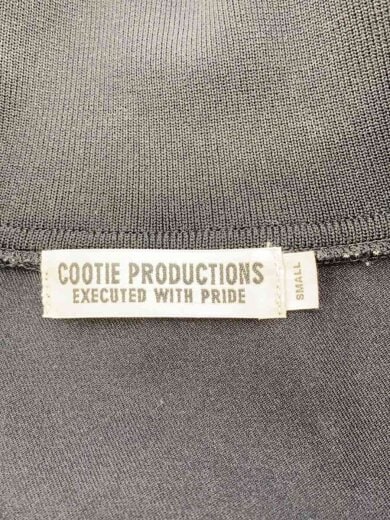 COOTIE PRODUCTIONS
EXECUTED WITH PRIDE
SMALL